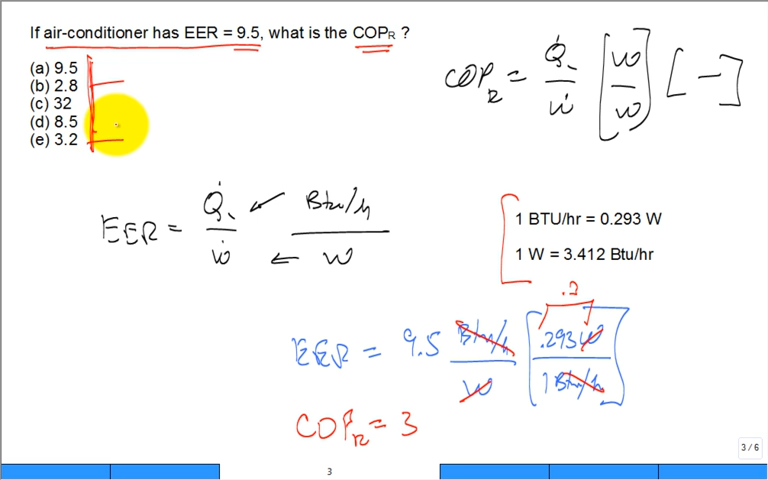 If air-conditioner has EER = 9.5, what is the COPR ?
(a) 9.5
(b) 2.8
(c) 32
(d) 8.5
(e) 3.2
COPR = Q̇L / Ẇ [W / W] [ - ]
EER = Q̇L / Ẇ ← Btu/h / W
1 BTU/hr = 0.293 W
1 W = 3.412 Btu/hr
.3
EER = 9.5 Btu/h / W [.293 W / 1 Btu/h]
COPR = 3
3 / 6
3